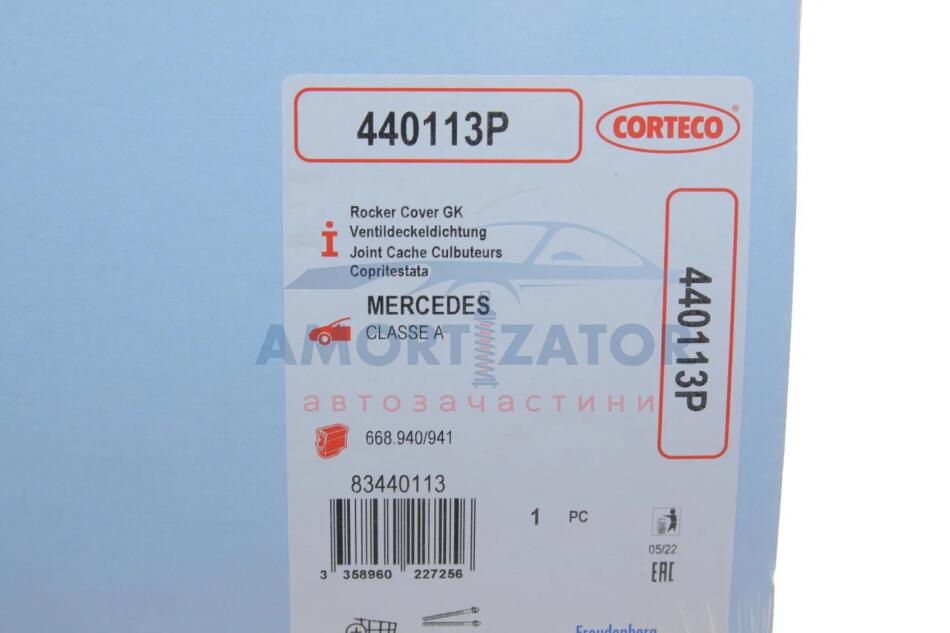 440113P
CORTECO®
Rocker Cover GK
Ventildeckeldichtung
Joint Cache Culbuteurs
Copritestata
MERCEDES
CLASSE A
440113P
AMORTIZATOR
автозачастини
668.940/941
83440113
1 PC
3 358960 227256
05/22
EAC
Freudenberg